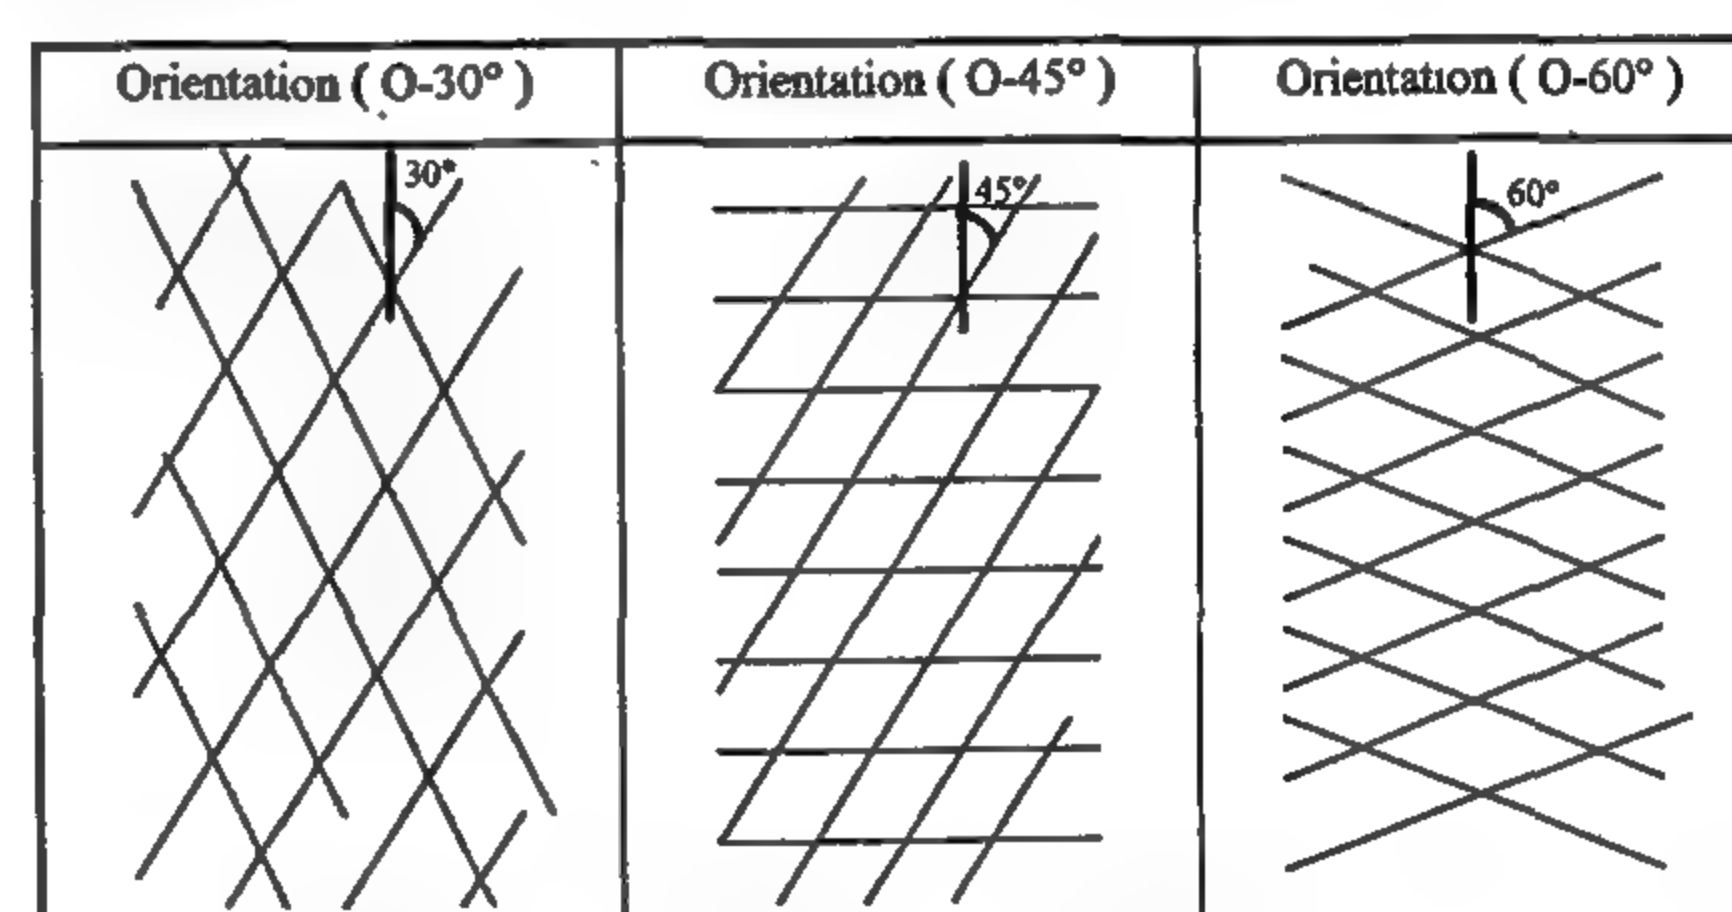 Orientation ( O-30° )
Orientation ( O-45° )
Orientation ( O-60° )
30°
45°
60°